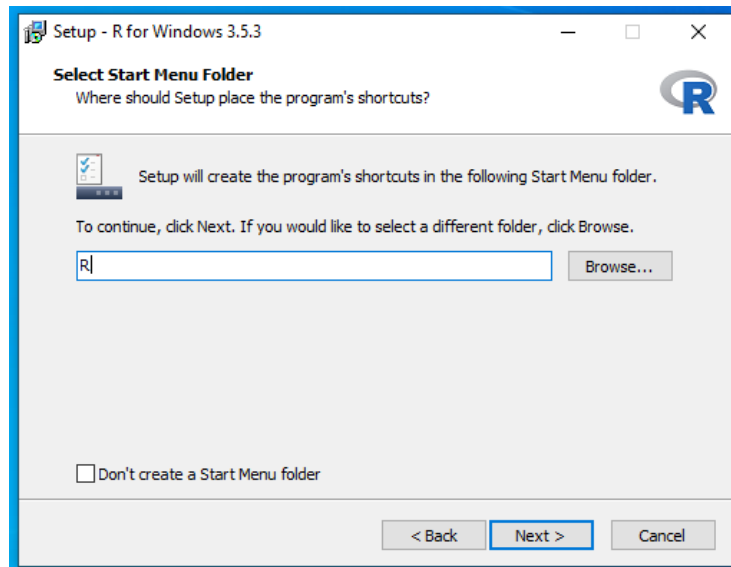 Setup - R for Windows 3.5.3
Select Start Menu Folder
Where should Setup place the program's shortcuts?
R
Setup will create the program's shortcuts in the following Start Menu folder.
To continue, click Next. If you would like to select a different folder, click Browse.
R
Browse...
Don't create a Start Menu folder
< Back
Next >
Cancel